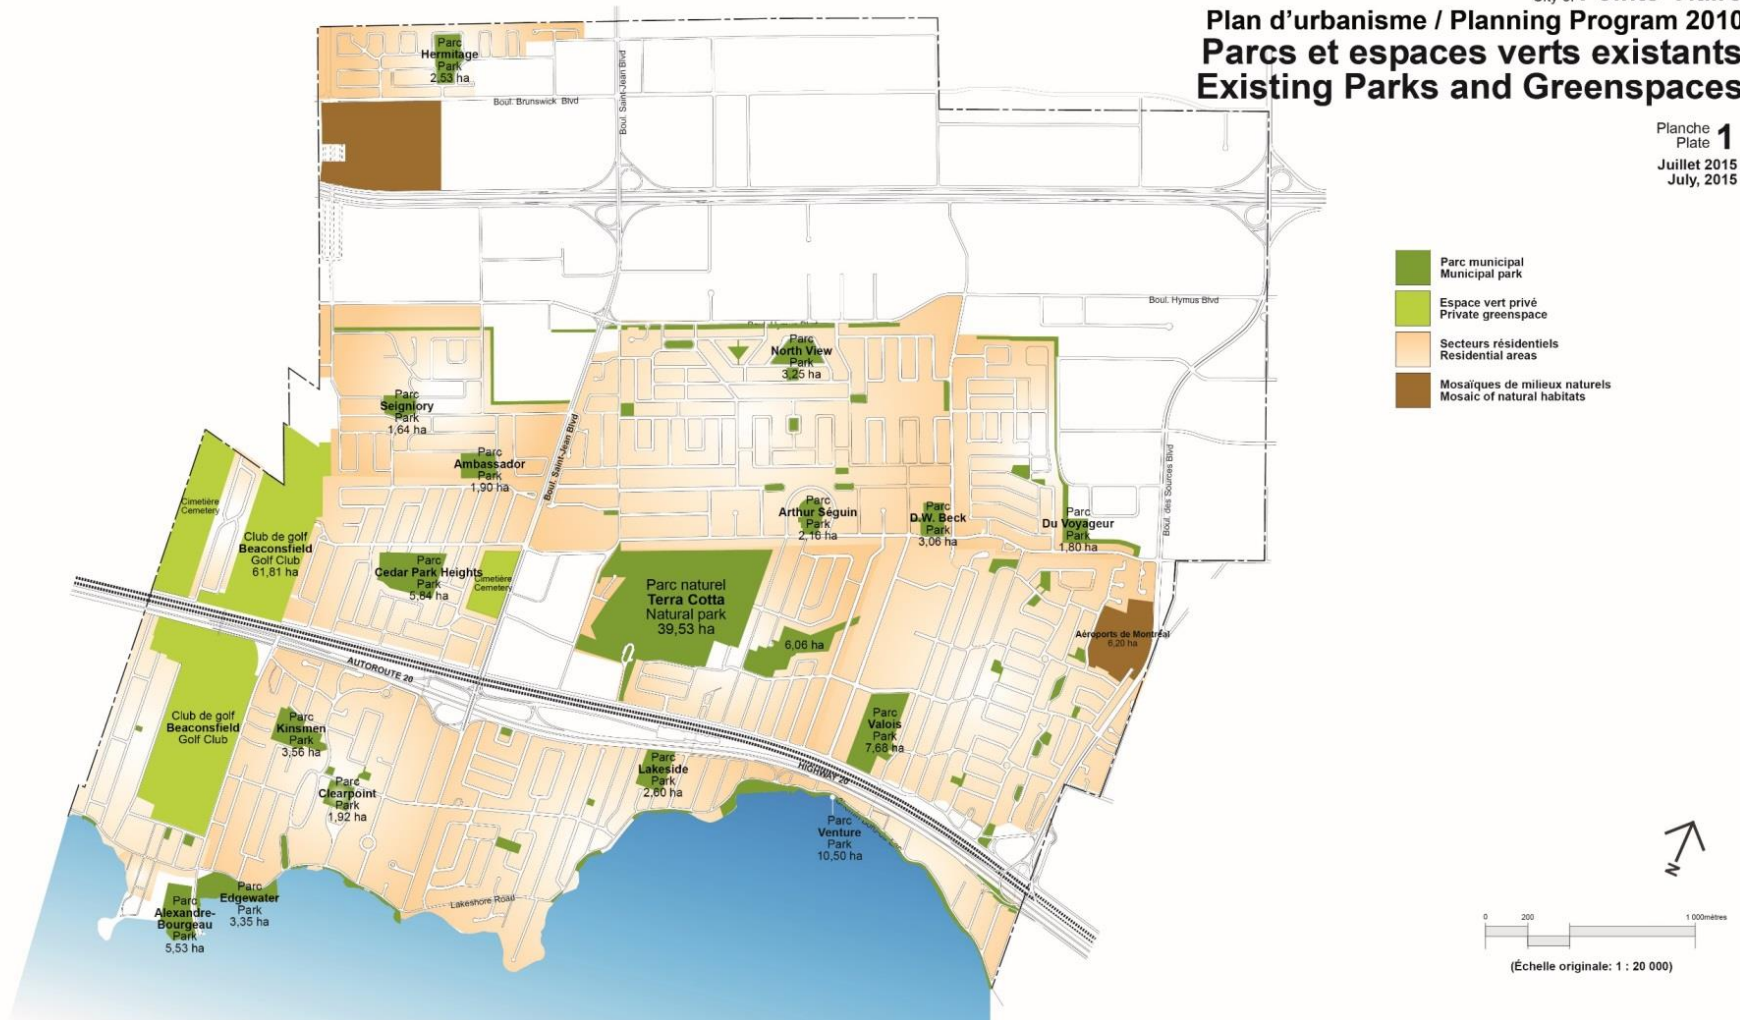 Plan d'urbanisme / Planning Program 2010
Parcs et espaces verts existants
Existing Parks and Greenspaces
Planche
Plate 1
Juillet 2015
July, 2015
Parc municipal
Municipal park
Espace vert privé
Private greenspace
Secteurs résidentiels
Residential areas
Mosaïques de milieux naturels
Mosaic of natural habitats
Parc
Hermitage
Park
2,53 ha
Boul. Brunswick Blvd
Boul. Saint-Jean Blvd
Boul. Hymus Blvd
Boul. Hymus Blvd
Parc
North View
Park
3,25 ha
Parc
Seigniory
Park
1,64 ha
Parc
Ambassador
Park
1,90 ha
Boul. Saint-Jean Blvd
Boul. des Sources Blvd
Cimetière
Cemetery
Club de golf
Beaconsfield
Golf Club
61,81 ha
Parc
Cedar Park Heights
Park
5,84 ha
Cimetière
Cemetery
Parc
Arthur Séguin
Park
2,16 ha
Parc
D.W. Beck
Park
3,06 ha
Parc
Du Voyageur
Park
1,80 ha
Parc naturel
Terra Cotta
Natural park
39,53 ha
6,06 ha
Aéroports de Montréal
6,20 ha
AUTOROUTE 20
Club de golf
Beaconsfield
Golf Club
Parc
Kinsmen
Park
3,56 ha
Parc
Clearpoint
Park
1,92 ha
Parc
Lakeside
Park
2,60 ha
Parc
Valois
Park
7,68 ha
HIGHWAY 20
Parc
Venture
Park
10,50 ha
Parc
Edgewater
Park
3,35 ha
Parc
Alexandre-
Bourgeau
Park
5,53 ha
Lakeshore Road
N
0 200 1 000mètres
(Échelle originale: 1 : 20 000)